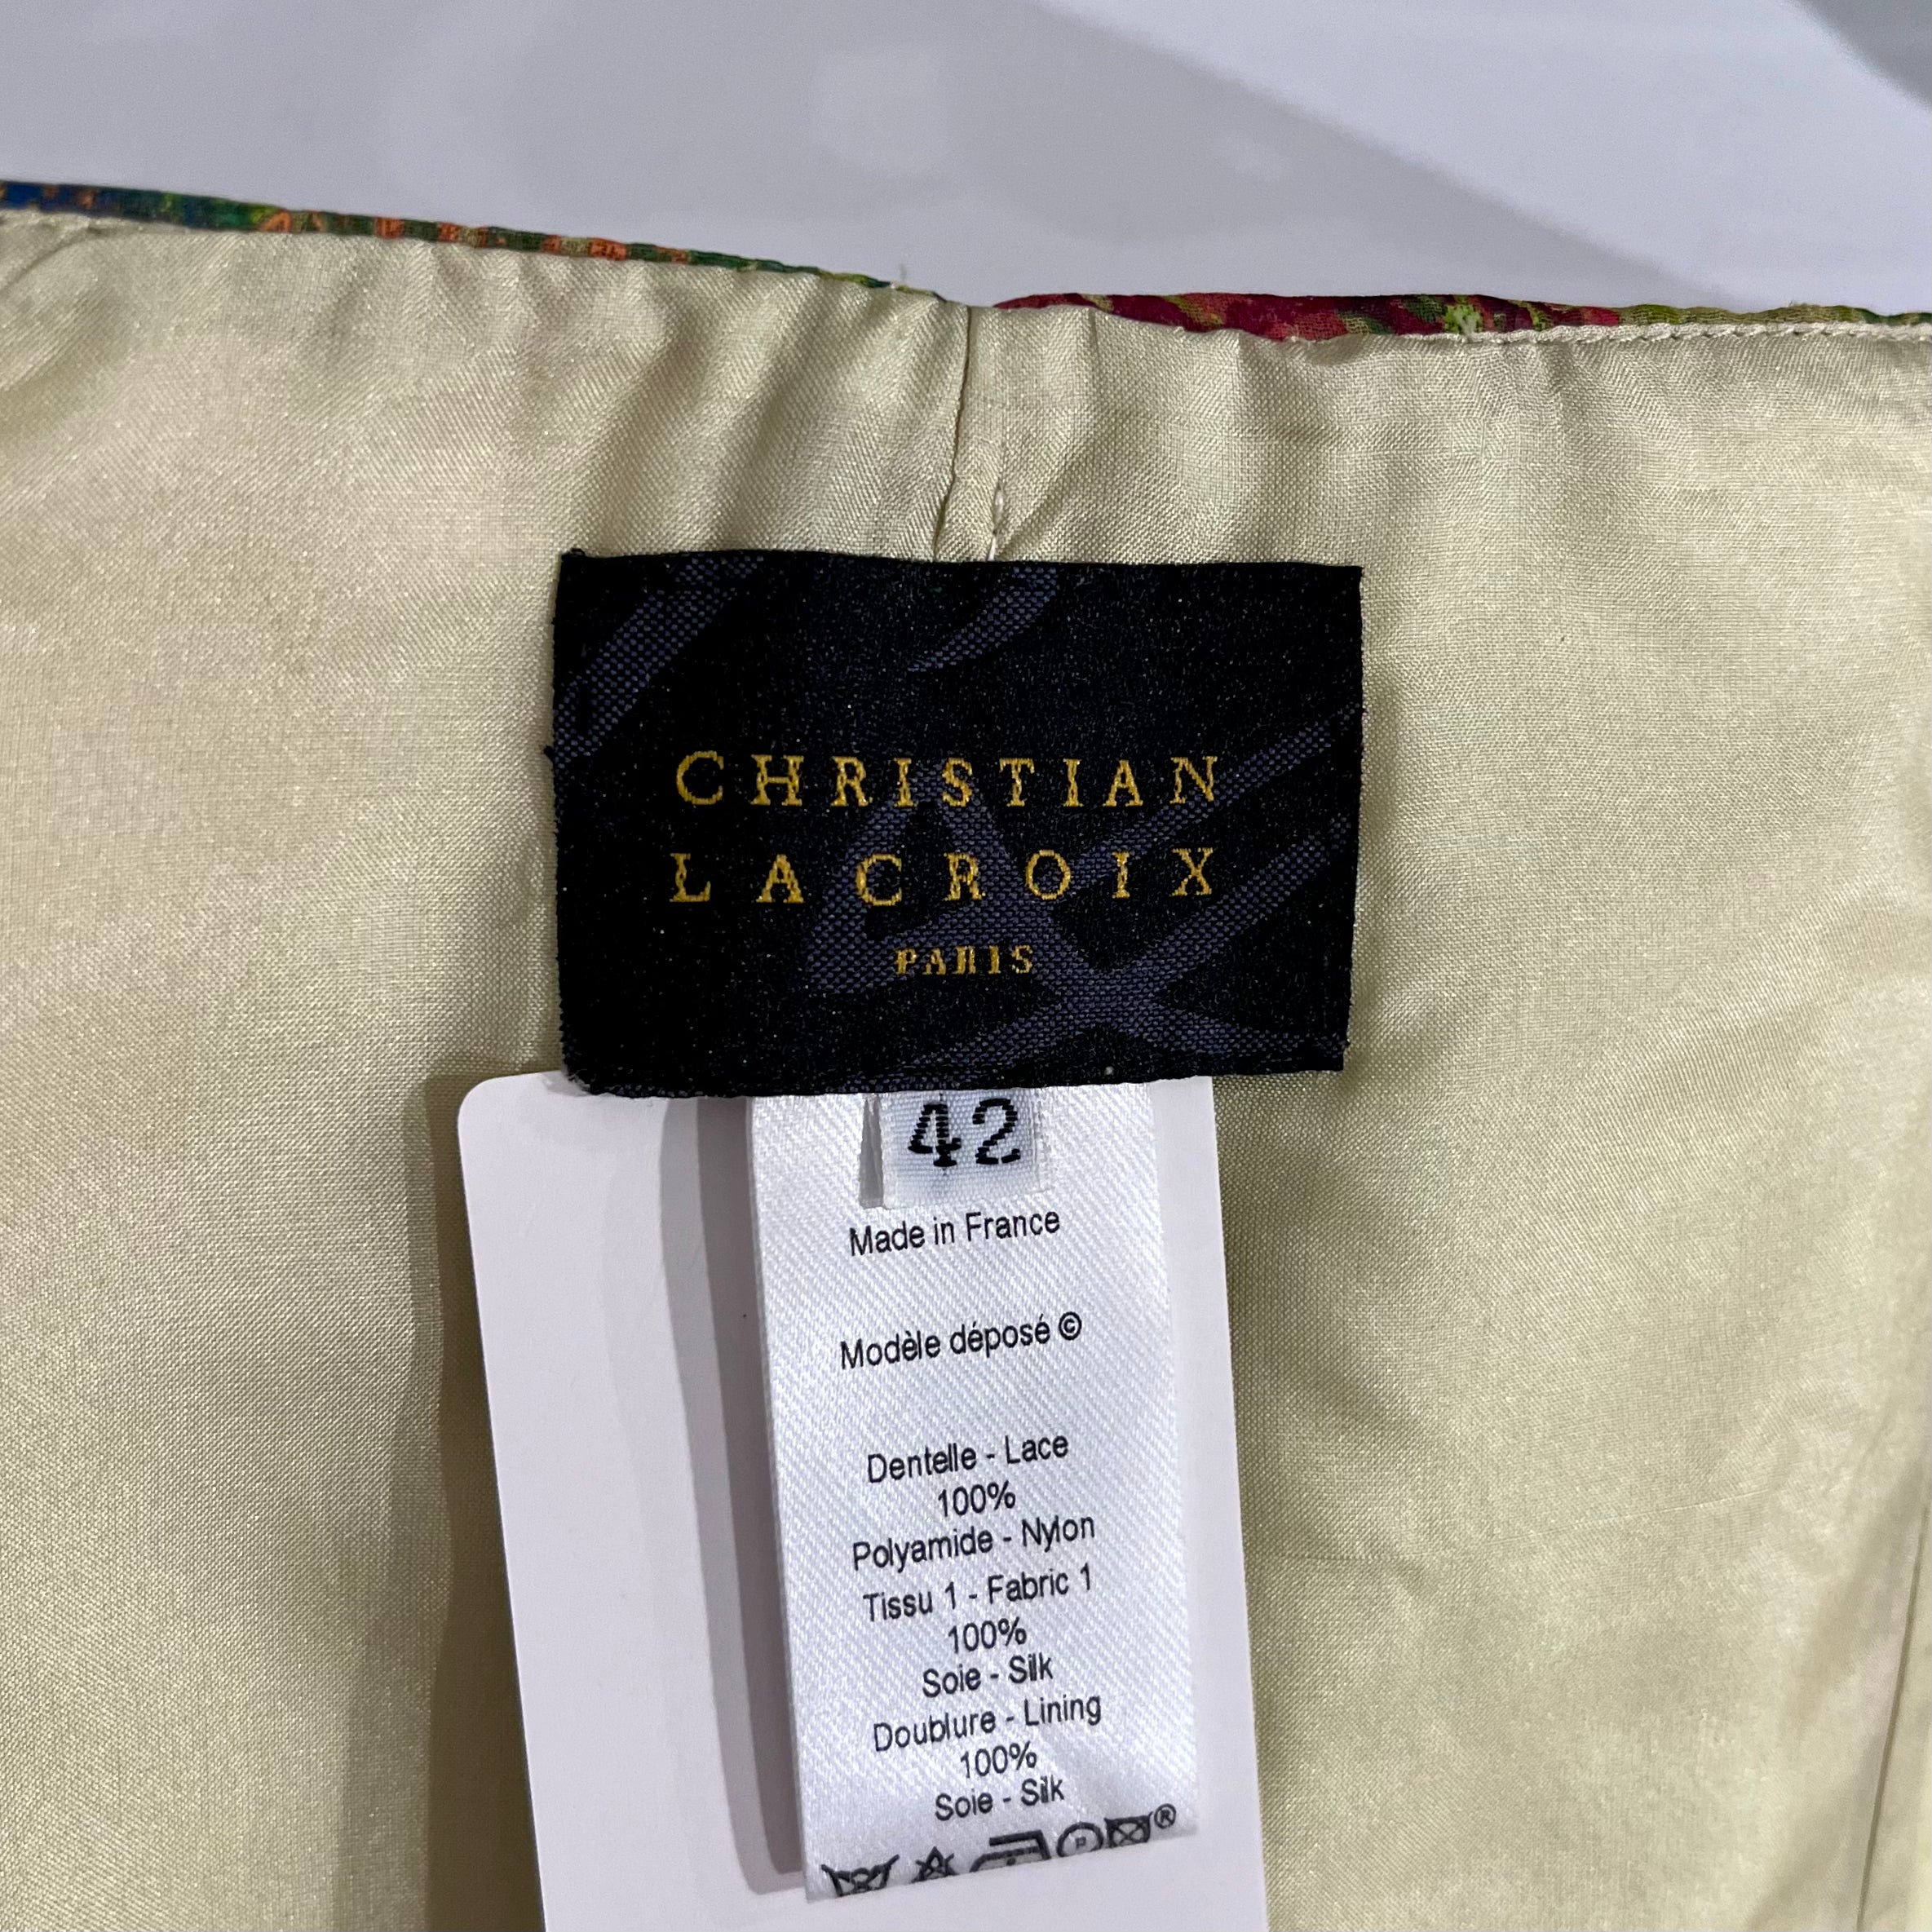 CHRISTIAN
LACROIX
PARIS
42
Made in France
Modèle déposé ©
Dentelle - Lace
100%
Polyamide - Nylon
Tissu 1 - Fabric 1
100%
Soie - Silk
Doublure - Lining
100%
Soie - Silk
P ®